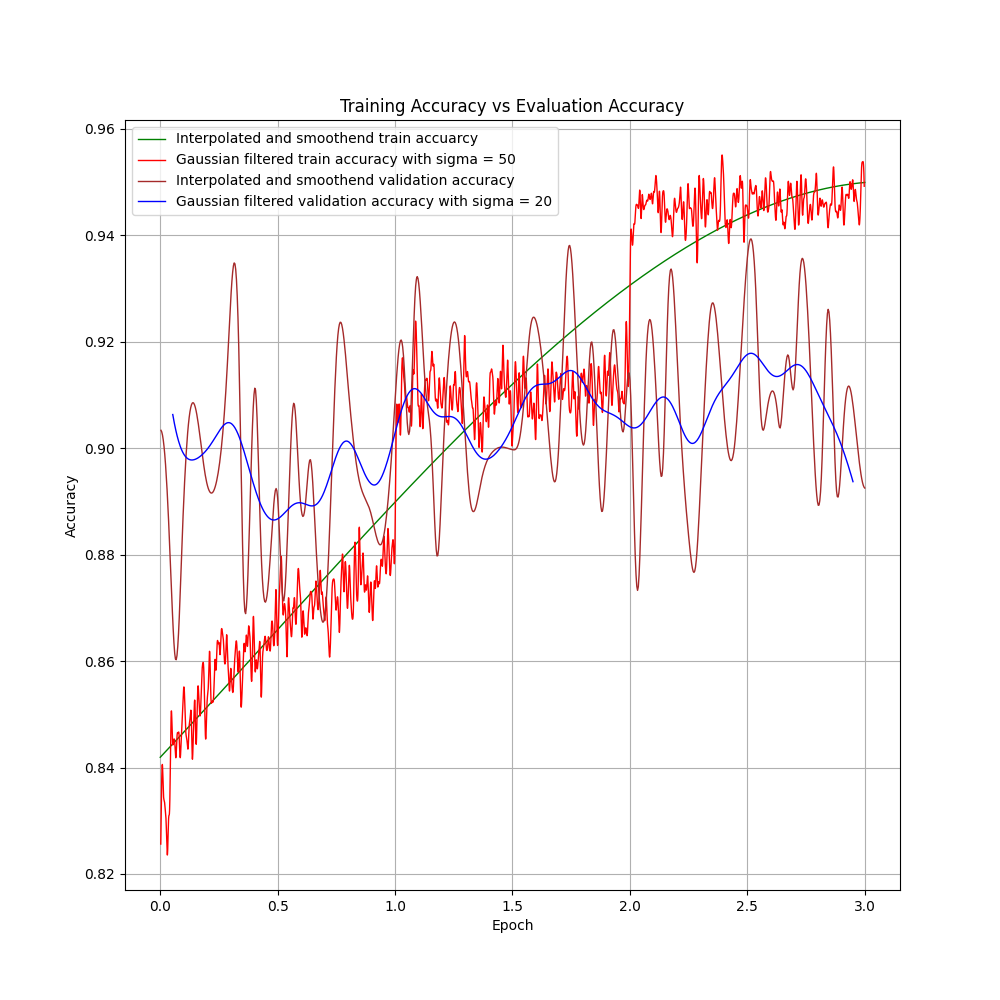 Training Accuracy vs Evaluation Accuracy
Interpolated and smoothend train accuarcy
Gaussian filtered train accuracy with sigma = 50
Interpolated and smoothend validation accuracy
Gaussian filtered validation accuracy with sigma = 20
Accuracy
0.96
0.94
0.92
0.90
0.88
0.86
0.84
0.82
0.0 0.5 1.0 1.5 2.0 2.5 3.0
Epoch